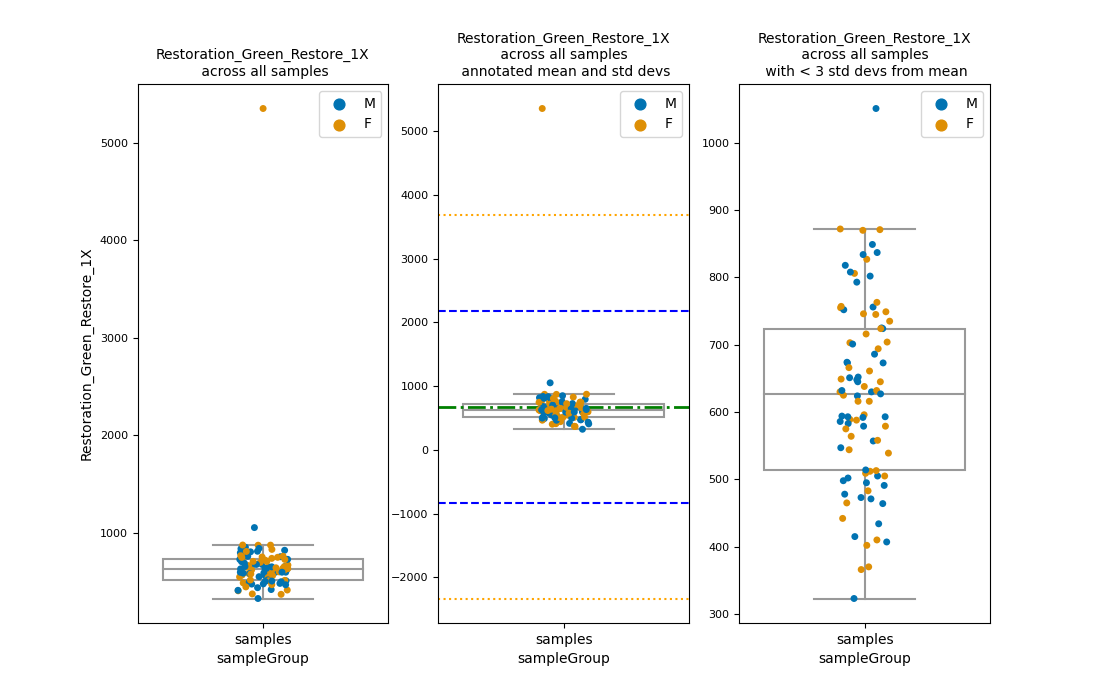 Restoration_Green_Restore_1X
across all samples
Restoration_Green_Restore_1X
across all samples
annotated mean and std devs
Restoration_Green_Restore_1X
across all samples
with < 3 std devs from mean
M
F
M
F
M
F
Restoration_Green_Restore_1X
5000
4000
3000
2000
1000
5000
4000
3000
2000
1000
0
−1000
−2000
1000
900
800
700
600
500
400
300
samples
samples
samples
sampleGroup
sampleGroup
sampleGroup